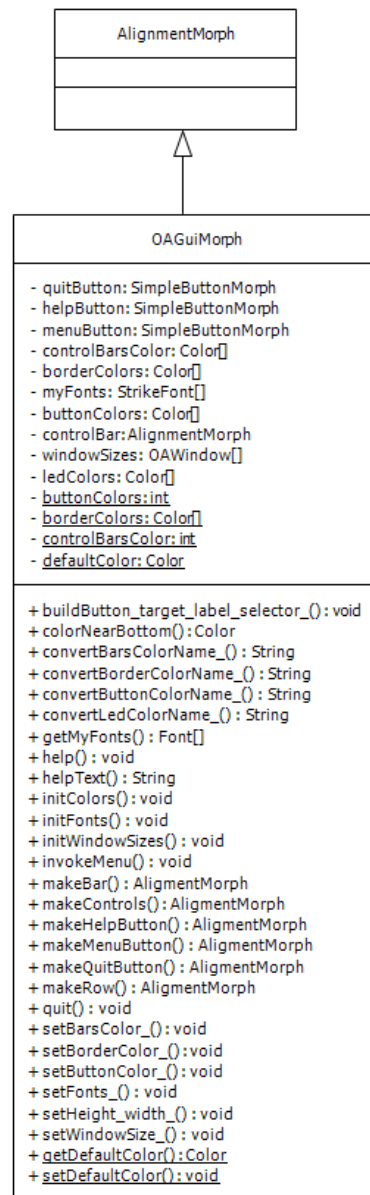 AlignmentMorph
OAGuiMorph
- quitButton: SimpleButtonMorph
- helpButton: SimpleButtonMorph
- menuButton: SimpleButtonMorph
- controlBarsColor: Color[]
- borderColors: Color[]
- myFonts: StrikeFont[]
- buttonColors: Color[]
- controlBar:AlignmentMorph
- windowSizes: OAWindow[]
- ledColors: Color[]
- buttonColors:int
- borderColors: Color[]
- controlBarsColor: int
- defaultColor: Color
+ buildButton_target_label_selector_(): void
+ colorNearBottom():Color
+ convertBarsColorName_() : String
+ convertBorderColorName_() : String
+ convertButtonColorName_() : String
+ convertLedColorName_() : String
+ getMyFonts() : Font[]
+ help() : void
+ helpText() : String
+ initColors() : void
+ initFonts() : void
+ initWindowSizes() : void
+ invokeMenu() : void
+ makeBar() : AligmentMorph
+ makeControls() : AligmentMorph
+ makeHelpButton() : AligmentMorph
+ makeMenuButton() : AligmentMorph
+ makeQuitButton() : AligmentMorph
+ makeRow() : AligmentMorph
+ quit() : void
+ setBarsColor_() : void
+ setBorderColor_() :void
+ setButtonColor_() : void
+ setFonts_() : void
+ setHeight_width_() : void
+ setWindowSize_() : void
+ getDefaultColor() : Color
+ setDefaultColor() : void